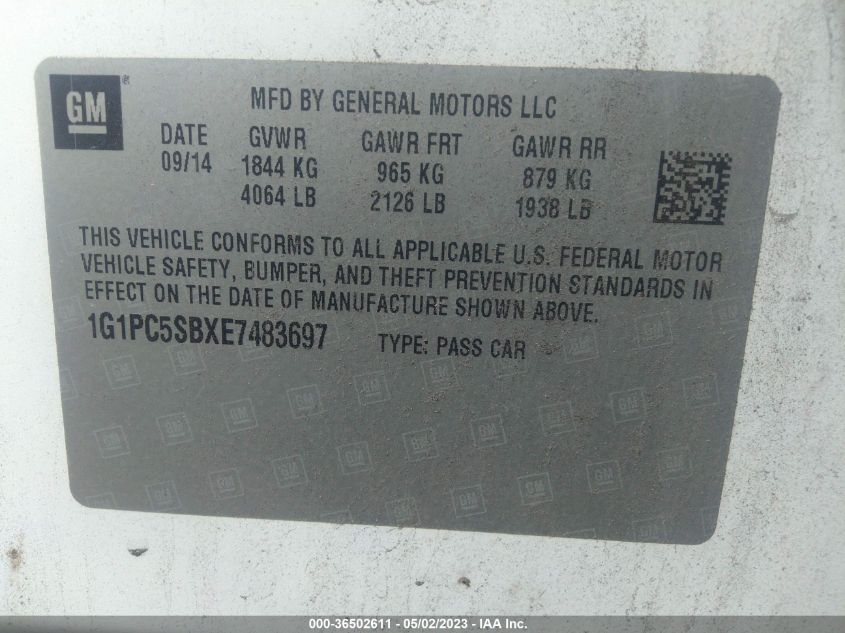 GM ®
MFD BY GENERAL MOTORS LLC
DATE GVWR GAWR FRT GAWR RR
09/14 1844 KG 965 KG 879 KG
4064 LB 2126 LB 1938 LB
THIS VEHICLE CONFORMS TO ALL APPLICABLE U.S. FEDERAL MOTOR
VEHICLE SAFETY, BUMPER, AND THEFT PREVENTION STANDARDS IN
EFFECT ON THE DATE OF MANUFACTURE SHOWN ABOVE.
1G1PC5SBXE7483697 TYPE: PASS CAR
000-36502611 - 05/02/2023 - IAA Inc.